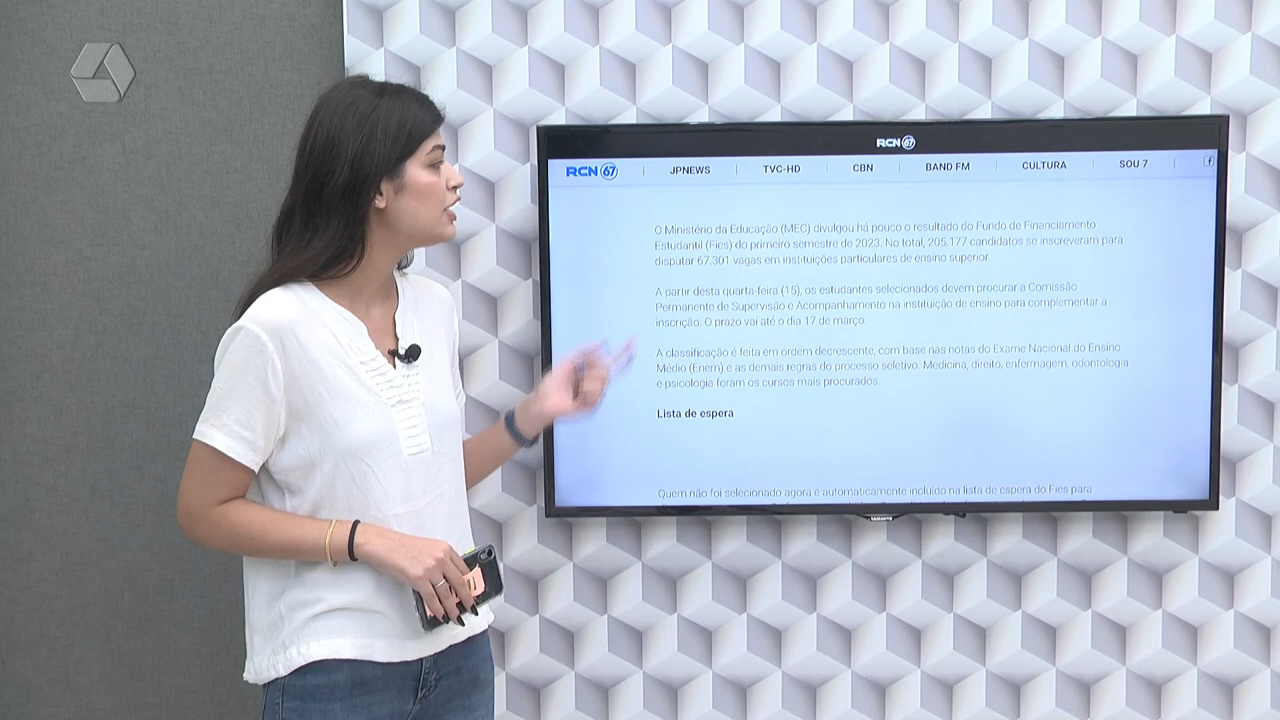 RCN 67
RCN 67 JPNEWS TVC-HD CBN BAND FM CULTURA SOU 7
O Ministério da Educação (MEC) divulgou há pouco o resultado do Fundo de Financiamento
Estudantil (Fies) do primeiro semestre de 2023. No total, 205.177 candidatos se inscreveram para
disputar 67.301 vagas em instituições particulares de ensino superior.
A partir desta quarta-feira (15), os estudantes selecionados devem procurar a Comissão
Permanente de Supervisão e Acompanhamento na instituição de ensino para complementar a
inscrição. O prazo vai até o dia 17 de março.
A classificação é feita em ordem decrescente, com base nas notas do Exame Nacional do Ensino
Médio (Enem) e as demais regras do processo seletivo. Medicina, direito, enfermagem, odontologia
e psicologia foram os cursos mais procurados.
Lista de espera
Quem não foi selecionado agora é automaticamente incluído na lista de espera do Fies para
SAMSUNG